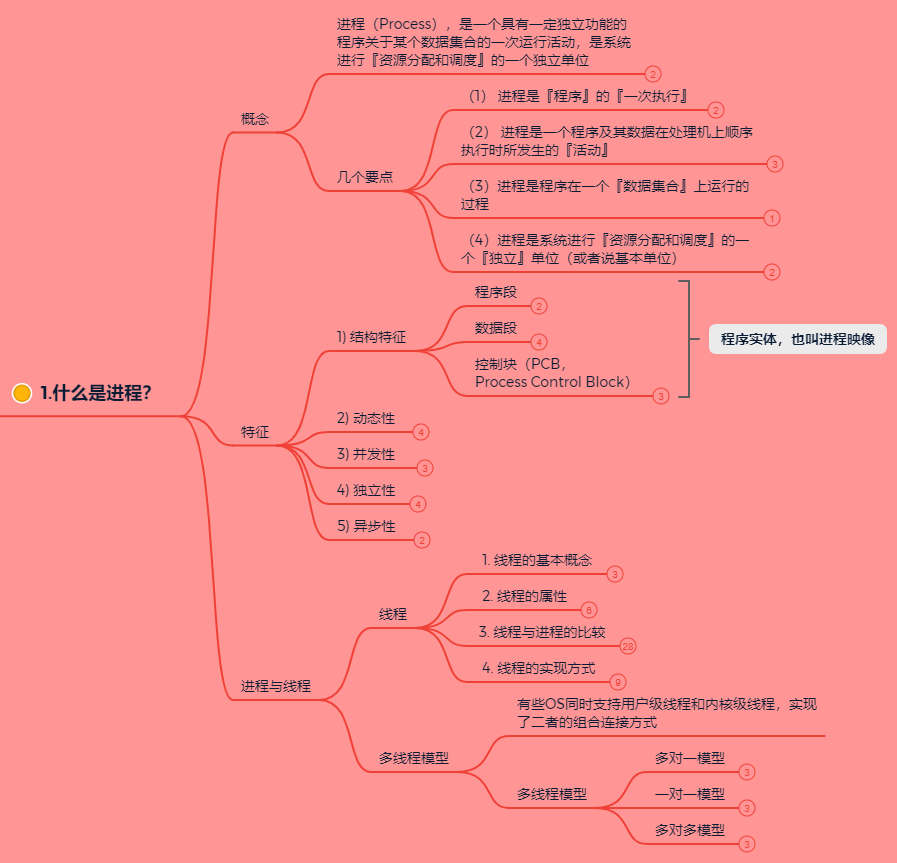 进程（Process），是一个具有一定独立功能的
程序关于某个数据集合的一次运行活动，是系统
进行『资源分配和调度』的一个独立单位
2
概念
（1） 进程是『程序』的『一次执行』
2
（2） 进程是一个程序及其数据在处理机上顺序
执行时所发生的『活动』
3
几个要点
（3）进程是程序在一个『数据集合』上运行的
过程
1
（4）进程是系统进行『资源分配和调度』的一
个『独立』单位（或者说基本单位）
2
程序段
2
1) 结构特征
数据段
4
控制块（PCB，
Process Control Block）
3
程序实体，也叫进程映像
1.什么是进程？
特征
2) 动态性
4
3) 并发性
3
4) 独立性
4
5) 异步性
2
1. 线程的基本概念
3
2. 线程的属性
6
线程
3. 线程与进程的比较
28
4. 线程的实现方式
9
进程与线程
有些OS同时支持用户级线程和内核级线程，实现
了二者的组合连接方式
多线程模型
多对一模型
3
多线程模型
一对一模型
3
多对多模型
3